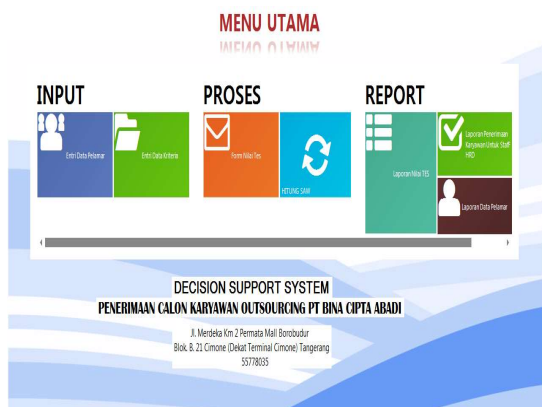 MENU UTAMA
INPUT
Entri Data Pelamar
Entri Data Kriteria
PROSES
Form Nilai Tes
HITUNG SAW
REPORT
Laporan Nilai TES
Laporan Penerimaan
Karyawan Untuk Staff
HRD
Laporan Data Pelamar
DECISION SUPPORT SYSTEM
PENERIMAAN CALON KARYAWAN OUTSOURCING PT BINA CIPTA ABADI
Jl. Merdeka Km 2 Permata Mall Borobudur
Blok. B. 21 Cimone (Dekat Terminal Cimone) Tangerang
55778035